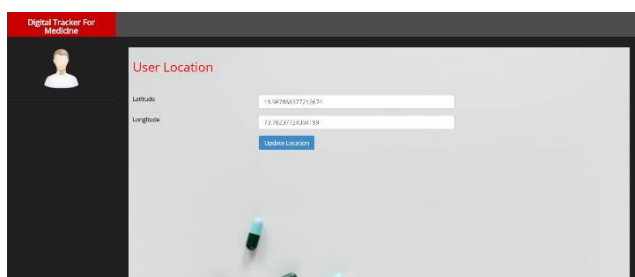 Digital Tracker For
Medicine
User Location
Latitude
Longitude
Update Location